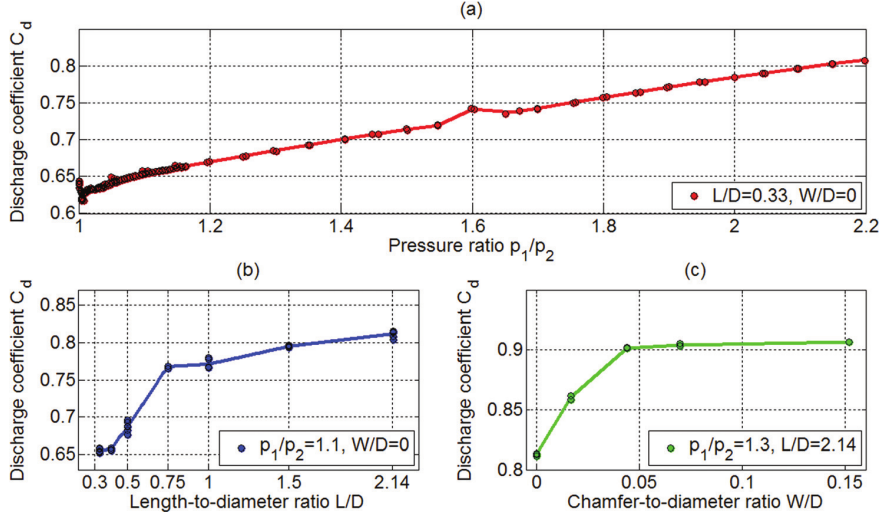 (a)
Discharge coefficient C_d
0.8
0.75
0.7
0.65
0.6
1 1.2 1.4 1.6 1.8 2 2.2
Pressure ratio p_1/p_2
L/D=0.33, W/D=0
(b)
Discharge coefficient C_d
0.85
0.8
0.75
0.7
0.65
0.3 0.5 0.75 1 1.5 2.14
Length-to-diameter ratio L/D
p_1/p_2=1.1, W/D=0
(c)
Discharge coefficient C_d
0.9
0.85
0.8
0 0.05 0.1 0.15
Chamfer-to-diameter ratio W/D
p_1/p_2=1.3, L/D=2.14